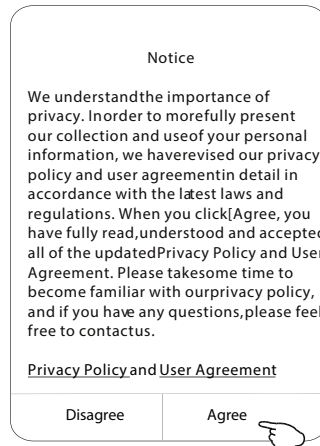 Notice
We understandthe importance of
privacy. Inorder to morefully present
our collection and useof your personal
information, we haverevised our privacy
policy and user agreementin detail in
accordance with the latest laws and
regulations. When you click[Agree, you
have fully read,understood and accepted
all of the updatedPrivacy Policy and User
Agreement. Please takesome time to
become familiar with ourprivacy policy,
and if you have any questions,please feel
free to contactus.
Privacy Policy and User Agreement
Disagree Agree